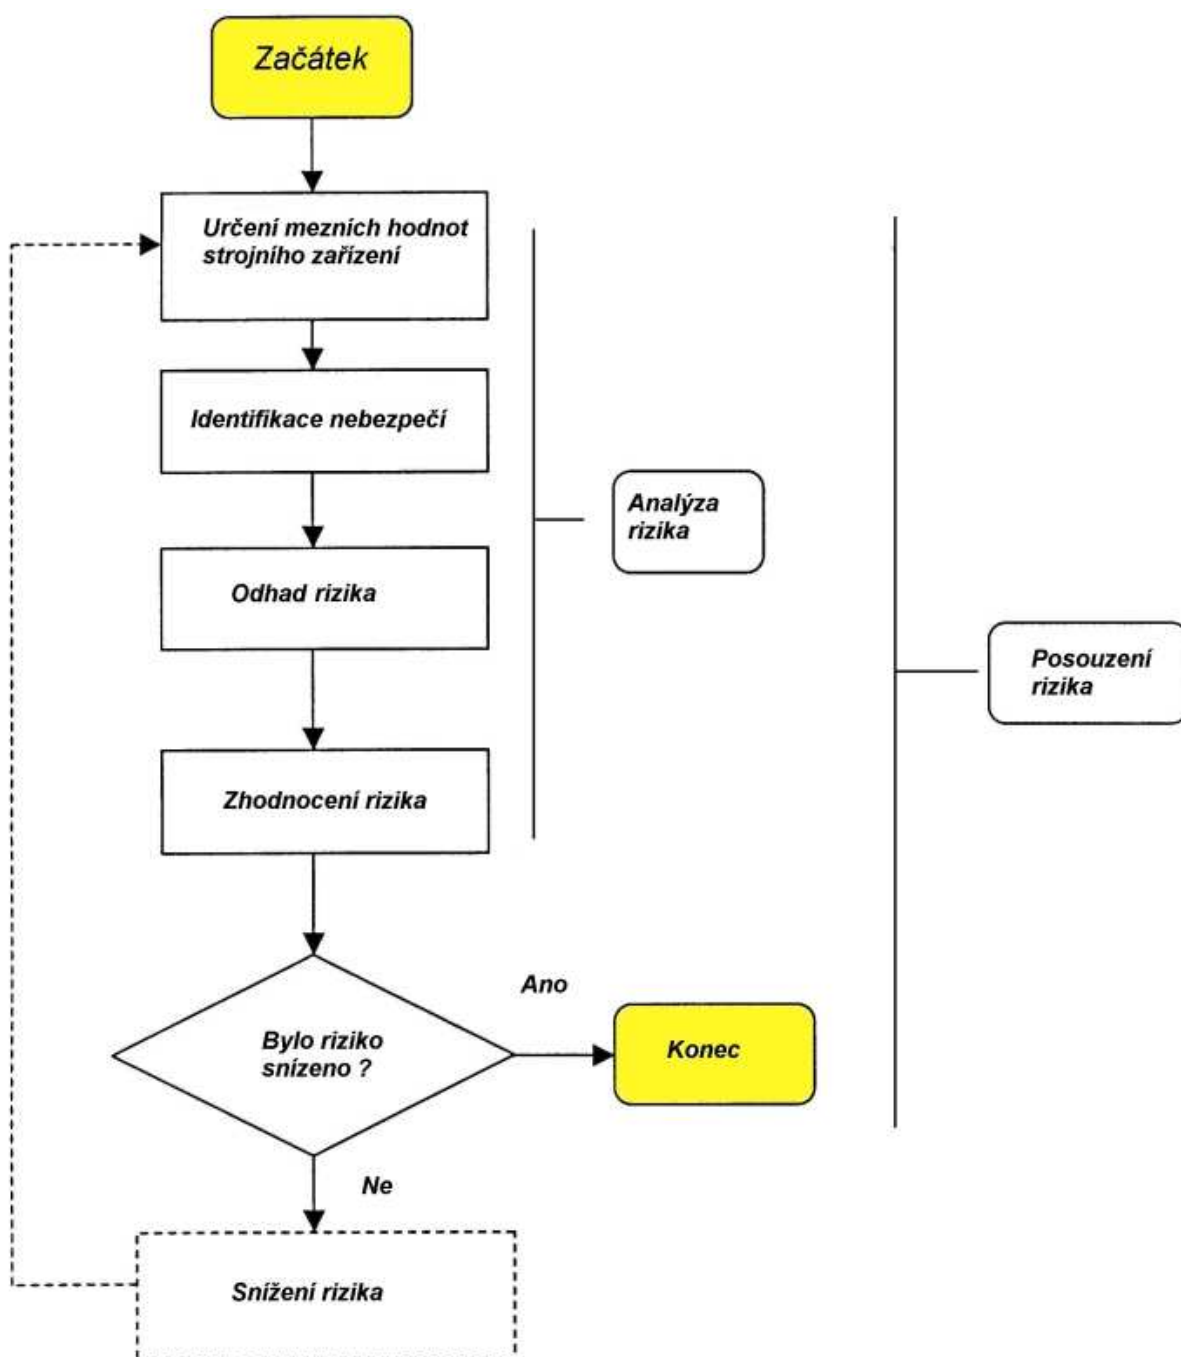 Začátek
Určení mezních hodnot
strojního zařízení
Identifikace nebezpečí
Analýza
rizika
Odhad rizika
Posouzení
rizika
Zhodnocení rizika
Ano
Bylo riziko
snízeno ?
Konec
Ne
Snížení rizika